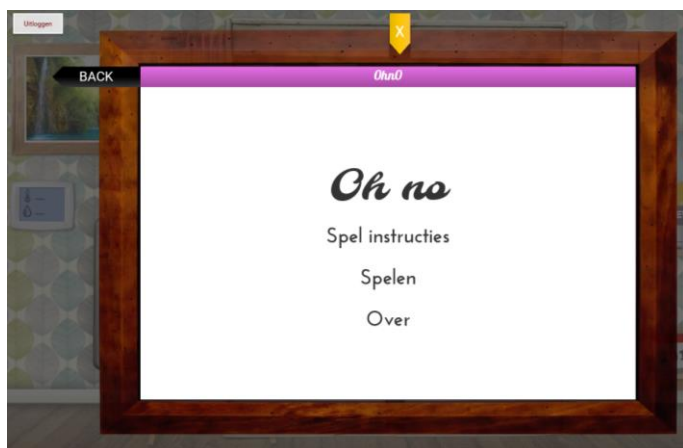 Uitloggen
X
BACK
OhnO
Oh no
Spel instructies
Spelen
Over